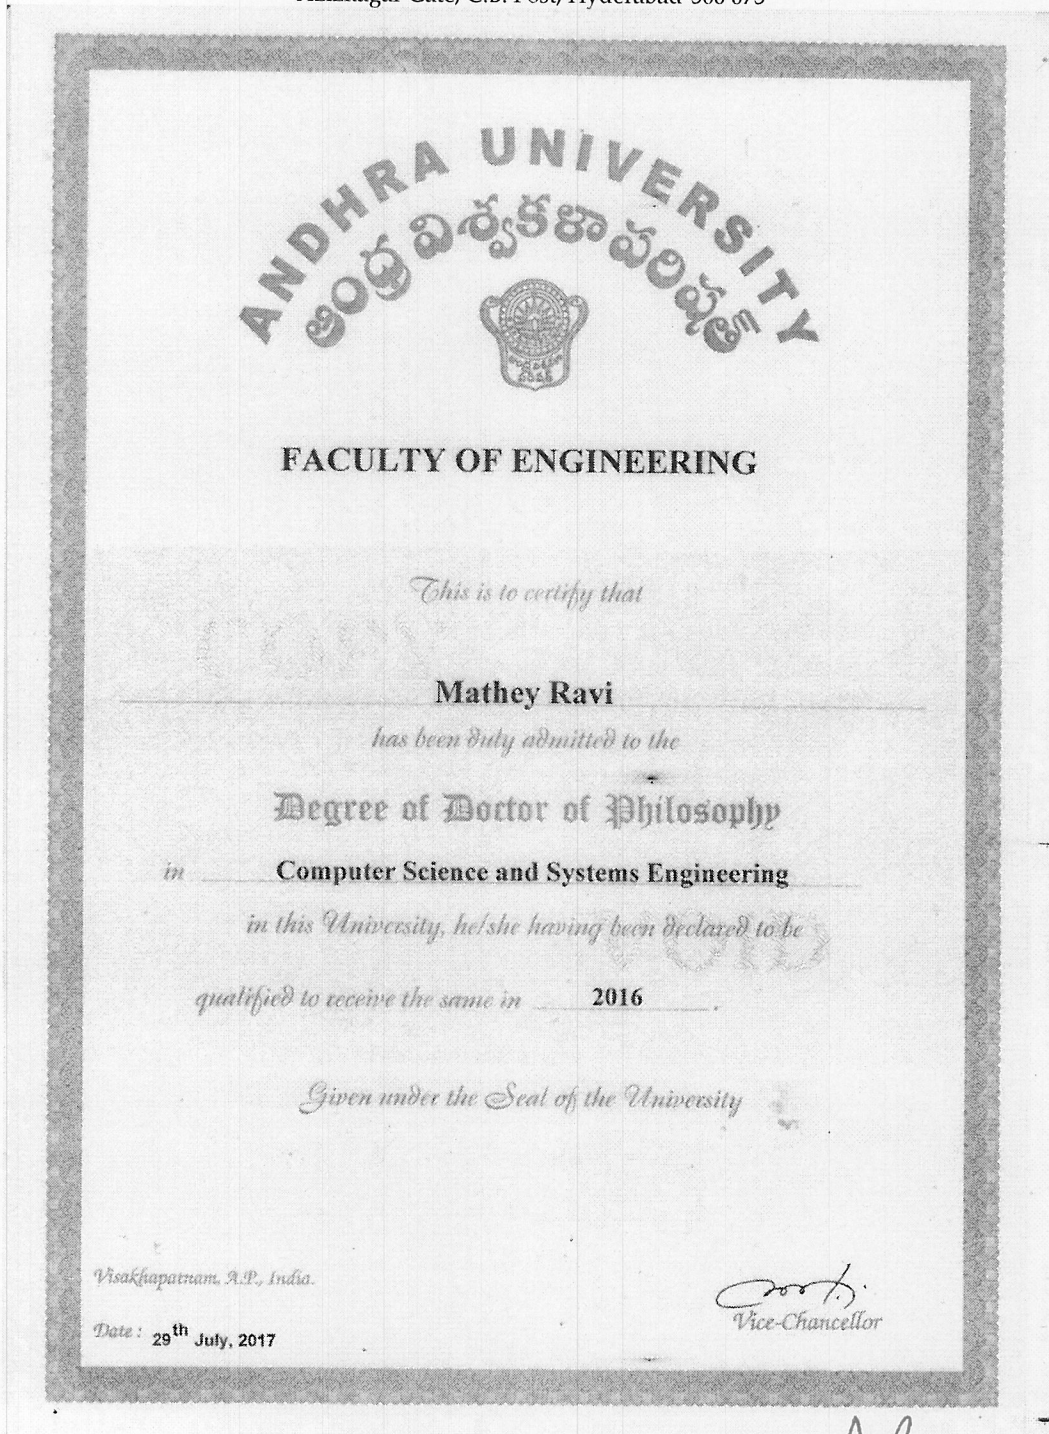 ANDHRA UNIVERSITY
ఆంధ్ర విశ్వకళాపరిషత్
FACULTY OF ENGINEERING
This is to certify that
Mathey Ravi
has been duly admitted to the
Degree of Doctor of Philosophy
in Computer Science and Systems Engineering
in this University, he/she having been declared to be
qualified to receive the same in 2016.
Given under the Seal of the University
Visakhapatnam, A.P., India.
Vice-Chancellor
Date : 29th July, 2017